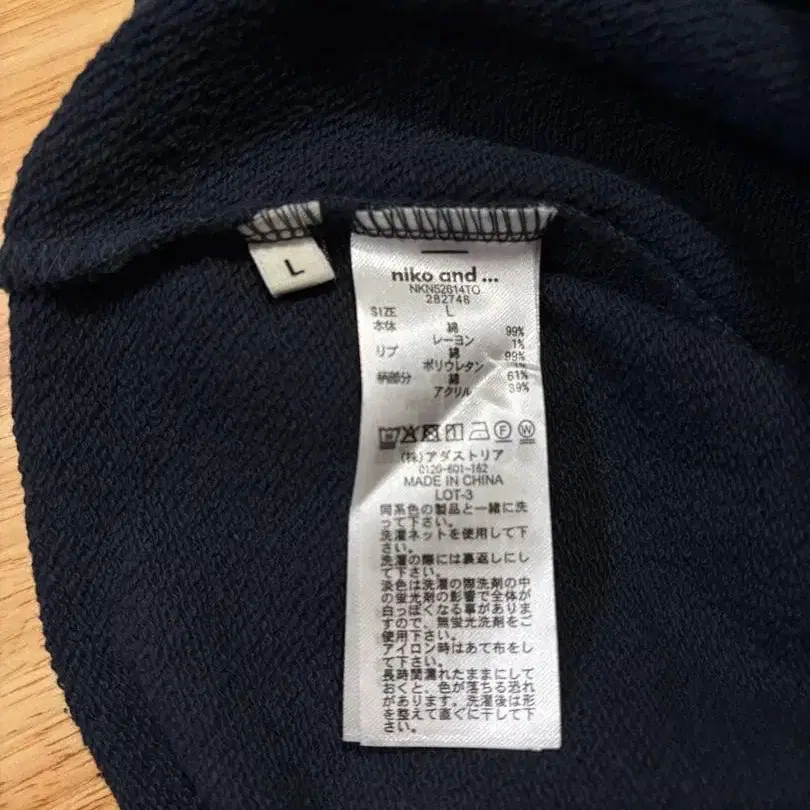 L
niko and ...
NKN52614TO
282746
SIZE L
本体 綿 99%
レーヨン 1%
リブ 綿 99%
ポリウレタン 1%
柄部分 綿 61%
アクリル 39%
F W
(株)アダストリア
0120-601-162
MADE IN CHINA
LOT-3
同系色の製品と一緒に洗
って下さい。
洗濯ネットを使用して下
さい。
洗濯の際には裏返しにし
て下さい。
淡色は洗濯の際洗剤の中
の蛍光剤の影響で全体が
白っぽくなる事がありま
すので、無蛍光洗剤をご
使用下さい。
アイロン時はあて布をし
て下さい。
長時間濡れたままにして
おくと、色が落ちる恐れ
があります。洗濯後は形
を整えて直ぐに干して下
さい。